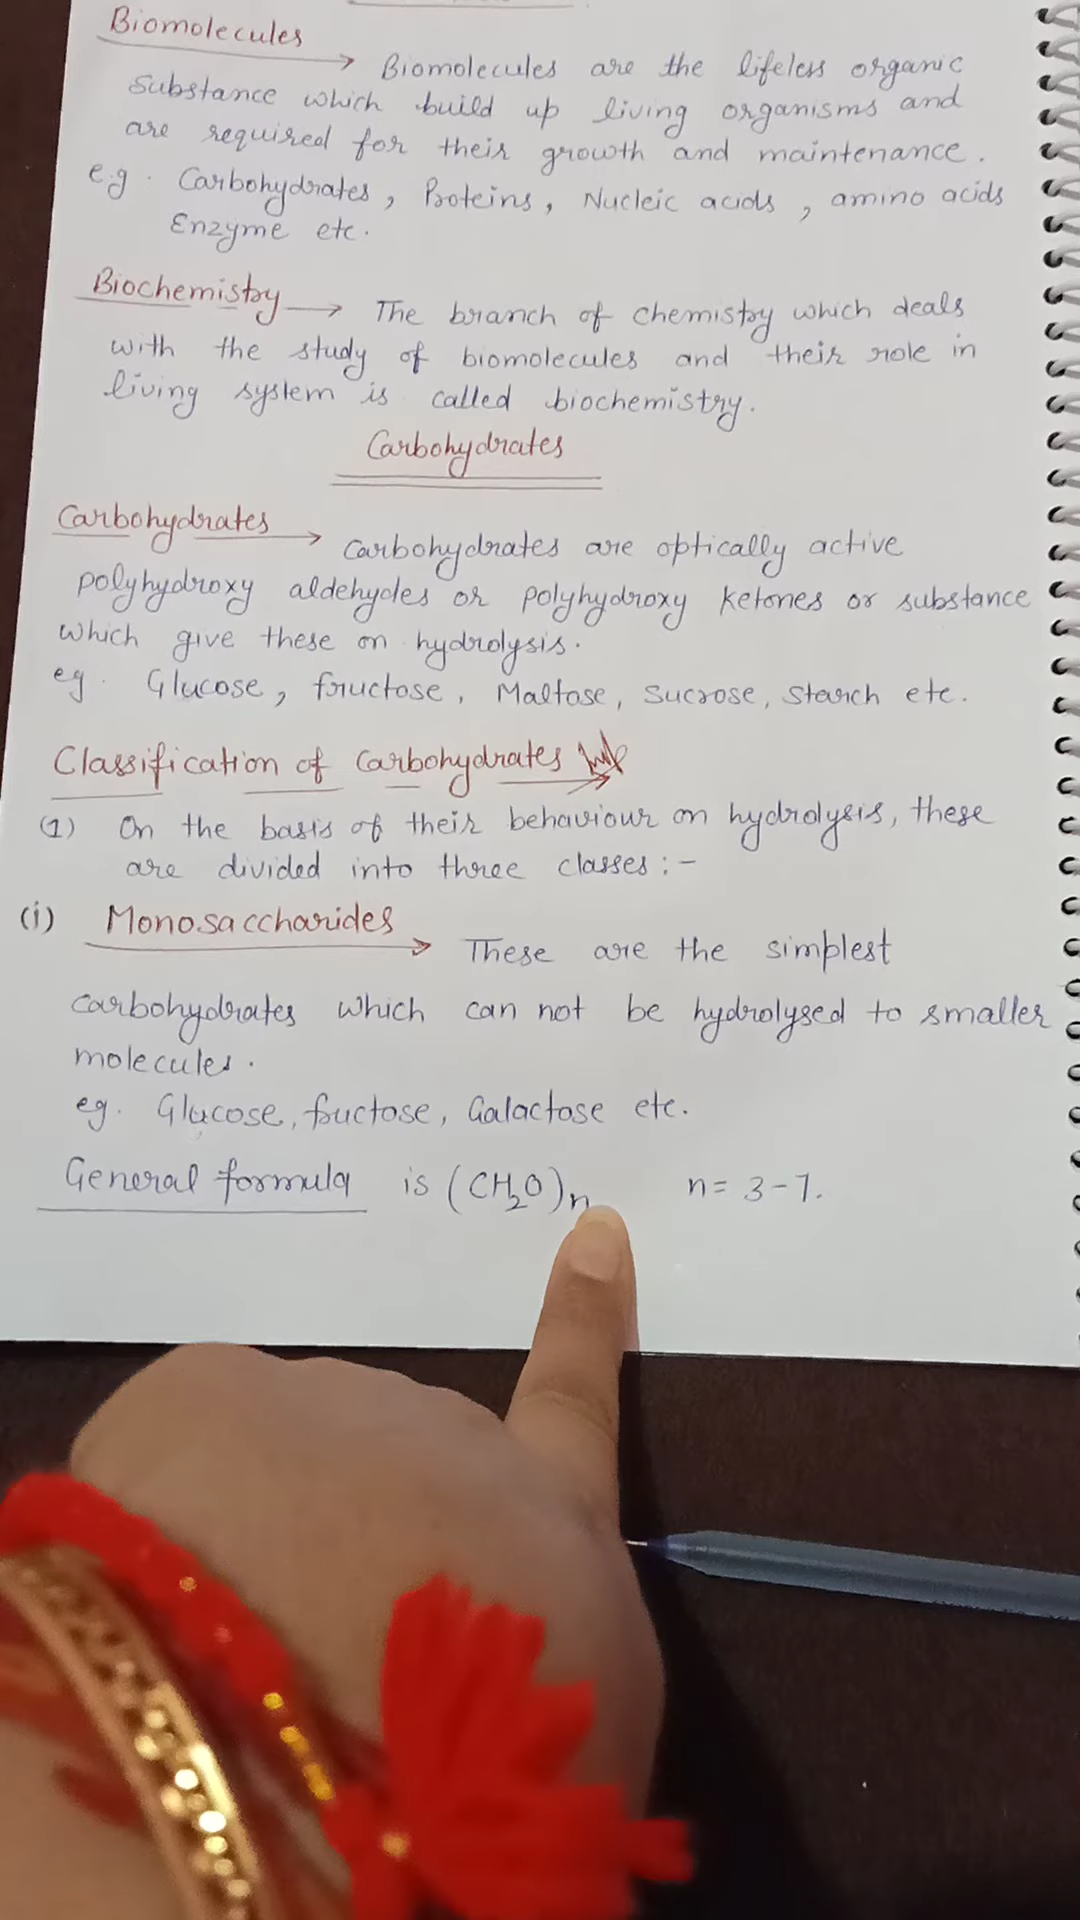 Biomolecules
→ Biomolecules are the lifeless organic
substance which build up living organisms and
are required for their growth and maintenance.
e.g. Carbohydrates, Proteins, Nucleic acids, amino acids
Enzyme etc.
Biochemistry → The branch of chemistry which deals
with the study of biomolecules and their role in
living system is called biochemistry.
Carbohydrates
Carbohydrates → Carbohydrates are optically active
polyhydroxy aldehydes or polyhydroxy ketones or substance
which give these on hydrolysis.
eg. Glucose, fructose, Maltose, Sucrose, Starch etc.
Classification of Carbohydrates Imp
(1) On the basis of their behaviour on hydrolysis, these
are divided into three classes:-
(i) Monosaccharides → These are the simplest
carbohydrates which can not be hydrolysed to smaller
molecules.
eg. Glucose, fructose, Galactose etc.
General formula is (CH₂O)n n= 3-7.